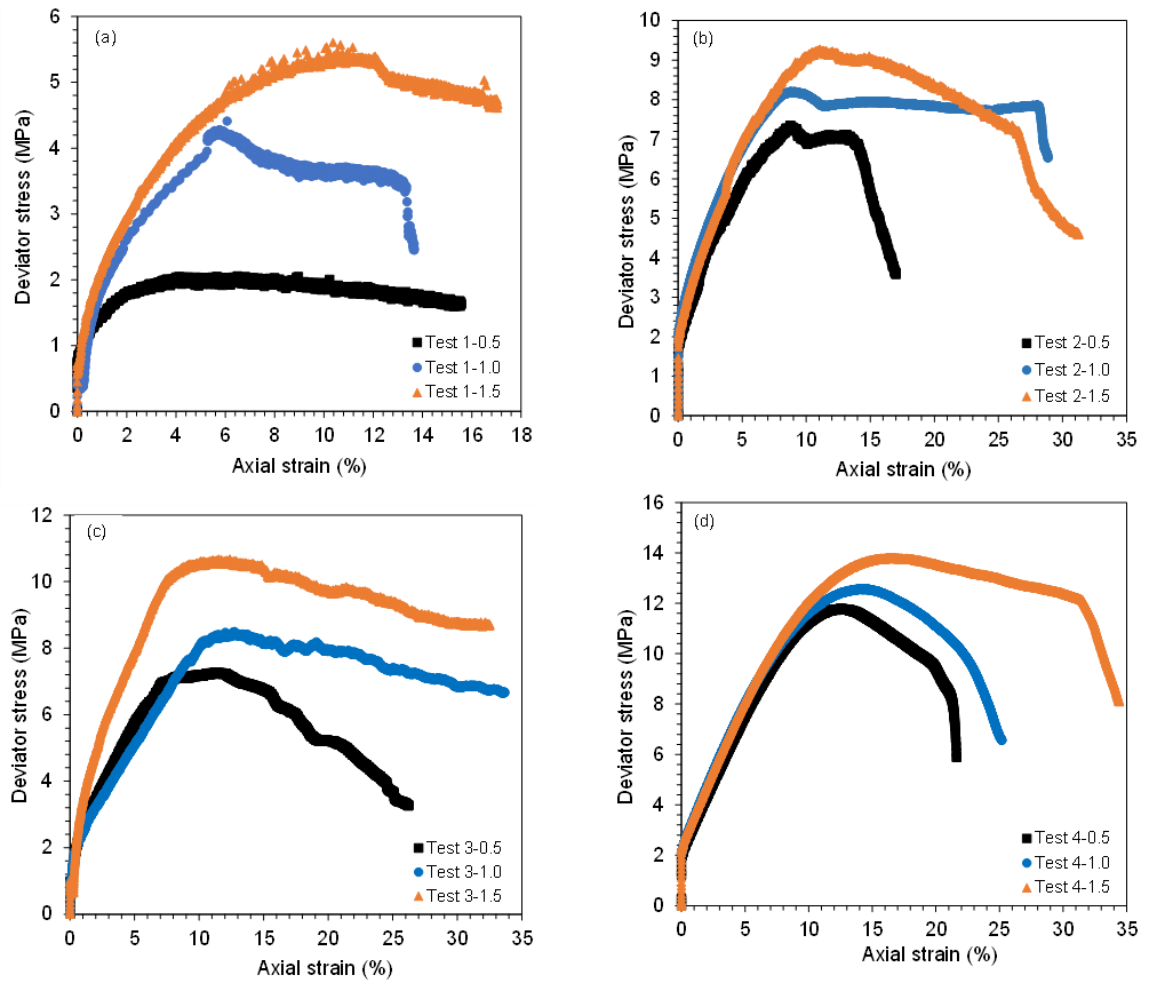 (a)
Deviator stress (MPa)
6
5
4
3
2
1
0
0 2 4 6 8 10 12 14 16 18
Axial strain (%)
Test 1-0.5
Test 1-1.0
Test 1-1.5
(b)
Deviator stress (MPa)
10
9
8
7
6
5
4
3
2
1
0
0 5 10 15 20 25 30 35
Axial strain (%)
Test 2-0.5
Test 2-1.0
Test 2-1.5
(c)
Deviator stress (MPa)
12
10
8
6
4
2
0
0 5 10 15 20 25 30 35
Axial strain (%)
Test 3-0.5
Test 3-1.0
Test 3-1.5
(d)
Deviator stress (MPa)
16
14
12
10
8
6
4
2
0
0 5 10 15 20 25 30 35
Axial strain (%)
Test 4-0.5
Test 4-1.0
Test 4-1.5